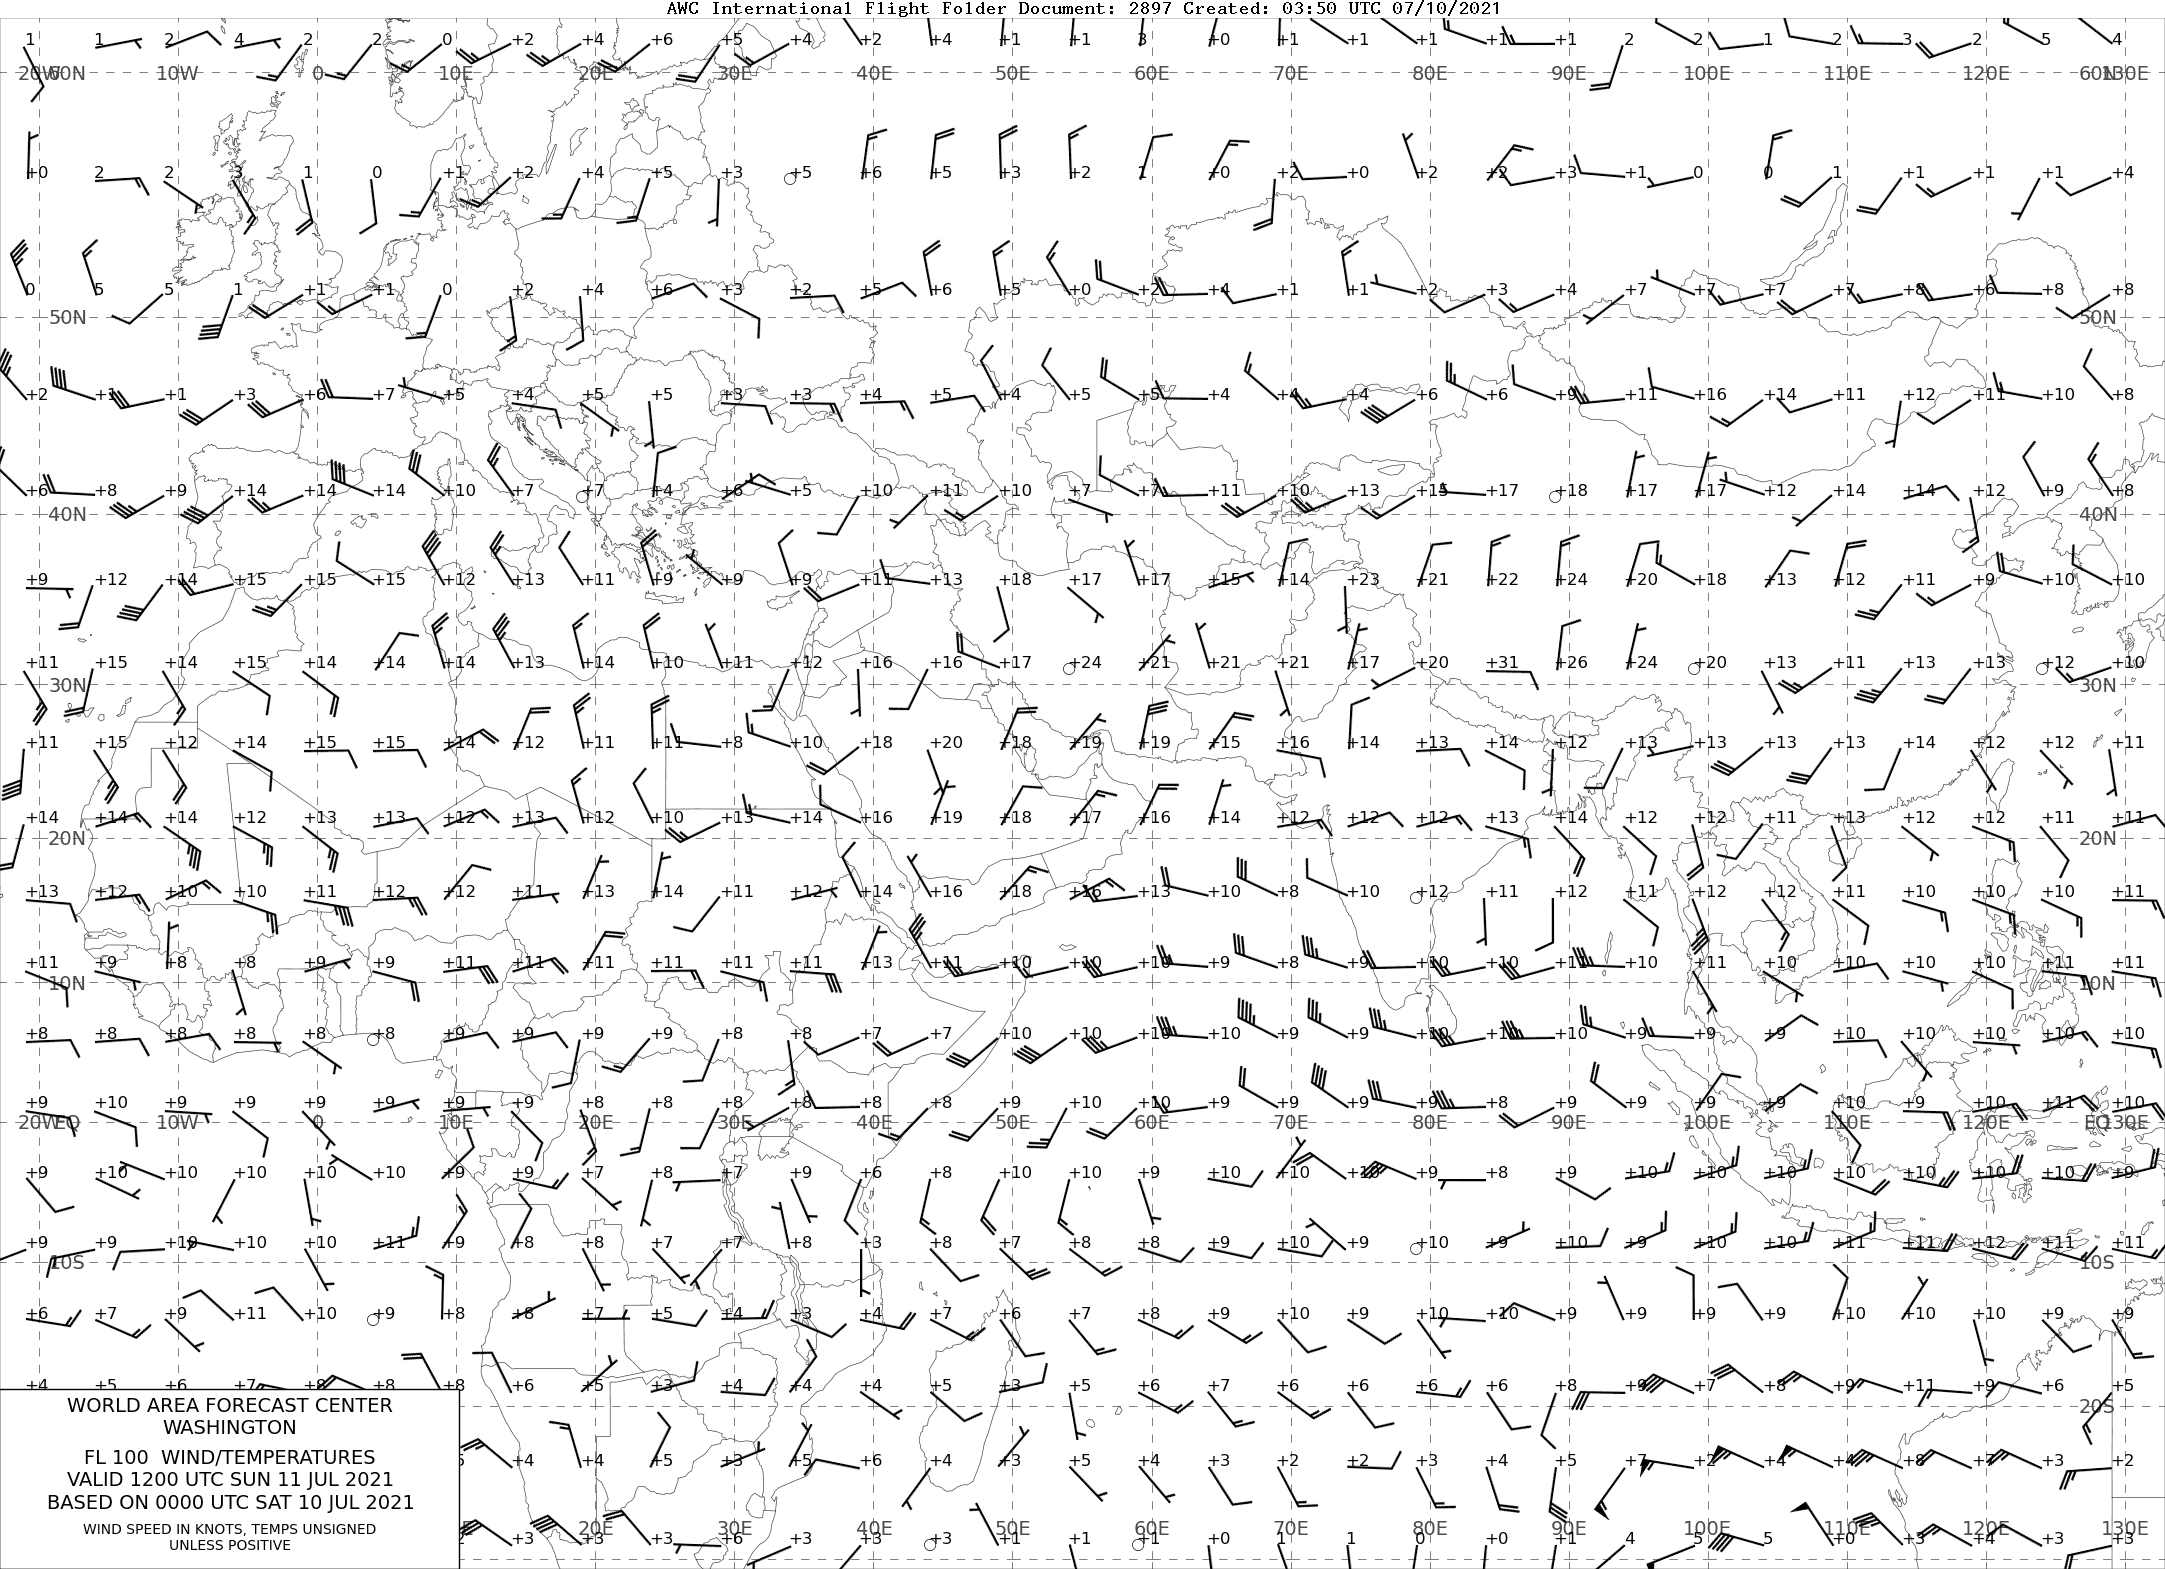 AWC International Flight Folder Document: 2897 Created: 03:50 UTC 07/10/2021
1 1 2 4 2 2 0 +2 +4 +6 +5 +4 +2 +4 +1 +1 3 +0 +1 +1 +1 +1 +1 2 2 1 2 3 2 5 4
20W 60N 10W 0 10E 20E 30E 40E 50E 60E 70E 80E 90E 100E 110E 120E 60N 130E
+0 2 2 3 1 0 +1 +2 +4 +5 +3 +5 +6 +5 +3 +2 1 +0 +2 +0 +2 +2 +3 +1 0 0 1 +1 +1 +1 +4
0 5 5 1 +1 +1 0 +2 +4 +6 +3 +2 +5 +6 +5 +0 +2 +4 +1 +1 +2 +3 +4 +7 +7 +7 +8 +6 +8 +8
50N 50N
+2 +1 +1 +3 +6 +7 +5 +4 +5 +5 +3 +3 +4 +5 +4 +5 +5 +4 +4 +4 +6 +6 +9 +11 +16 +14 +11 +12 +11 +10 +8
+6 +8 +9 +14 +14 +14 +10 +7 +7 +4 +6 +5 +10 +11 +10 +7 +7 +11 +10 +13 +15 +17 +18 +17 +17 +12 +14 +14 +12 +9 +8
40N 40N
+9 +12 +14 +15 +15 +15 +12 +13 +11 +9 +9 +9 +11 +13 +18 +17 +17 +15 +14 +23 +21 +22 +24 +20 +18 +13 +12 +11 +9 +10 +10
+11 +15 +14 +15 +14 +14 +14 +13 +14 +10 +11 +12 +16 +16 +17 +24 +21 +21 +21 +17 +20 +31 +26 +24 +20 +13 +11 +13 +13 +12 +10
30N 30N
+11 +15 +12 +14 +15 +15 +14 +12 +11 +11 +8 +10 +18 +20 +18 +19 +19 +15 +16 +14 +13 +14 +12 +13 +13 +13 +13 +14 +12 +12 +11
+14 +14 +14 +12 +13 +13 +12 +13 +12 +10 +13 +14 +16 +19 +18 +17 +16 +14 +12 +12 +12 +13 +14 +12 +12 +11 +13 +12 +12 +11 +11
20N 20N
+13 +12 +10 +10 +11 +12 +12 +11 +13 +14 +11 +12 +14 +16 +18 +16 +13 +10 +8 +10 +12 +11 +12 +11 +12 +12 +11 +10 +10 +10 +11
+11 +9 +8 +8 +9 +9 +11 +11 +11 +11 +11 +11 +13 +11 +10 +10 +10 +9 +8 +9 +10 +10 +10 +10 +11 +10 +10 +10 +10 +11 +11
10N 10N
+8 +8 +8 +8 +8 +8 +9 +9 +9 +9 +8 +8 +7 +7 +10 +10 +10 +10 +9 +9 +10 +10 +10 +9 +9 +9 +10 +10 +10 +10 +10
+9 +10 +9 +9 +9 +9 +9 +9 +8 +8 +8 +8 +8 +8 +9 +10 +10 +9 +9 +9 +9 +8 +9 +9 +9 +9 +10 +9 +10 +11 +10
20W EQ 10W 0 10E 20E 30E 40E 50E 60E 70E 80E 90E 100E 110E 120E EQ 130E
+9 +10 +10 +10 +10 +10 +9 +9 +7 +8 +7 +9 +6 +8 +10 +10 +9 +10 +10 +10 +9 +8 +9 +10 +10 +10 +10 +10 +10 +10 +9
+9 +9 +10 +10 +10 +11 +9 +8 +8 +7 +7 +8 +3 +8 +7 +8 +8 +9 +10 +9 +10 +9 +10 +9 +10 +10 +11 +11 +12 +11 +11
10S 10S
+6 +7 +9 +11 +10 +9 +8 +8 +7 +5 +4 +3 +4 +7 +6 +7 +8 +9 +10 +9 +10 +10 +9 +9 +9 +9 +10 +10 +10 +9 +9
+4 +5 +6 +7 +8 +8 +8 +6 +5 +3 +4 +4 +4 +5 +3 +5 +6 +7 +6 +6 +6 +6 +8 +9 +7 +8 +9 +11 +9 +6 +5
20S
WORLD AREA FORECAST CENTER
WASHINGTON
FL 100 WIND/TEMPERATURES
VALID 1200 UTC SUN 11 JUL 2021
BASED ON 0000 UTC SAT 10 JUL 2021
WIND SPEED IN KNOTS, TEMPS UNSIGNED
UNLESS POSITIVE
+4 +4 +5 +3 +5 +6 +4 +3 +5 +4 +3 +2 +2 +3 +4 +5 +7 +2 +4 +4 +8 +7 +3 +2
20E 30E 40E 50E 60E 70E 80E 90E 100E 110E 120E 130E
+3 +3 +3 +6 +3 +3 +3 +1 +1 +1 +0 1 1 0 +0 +1 4 5 5 +0 +3 +4 +3 +3